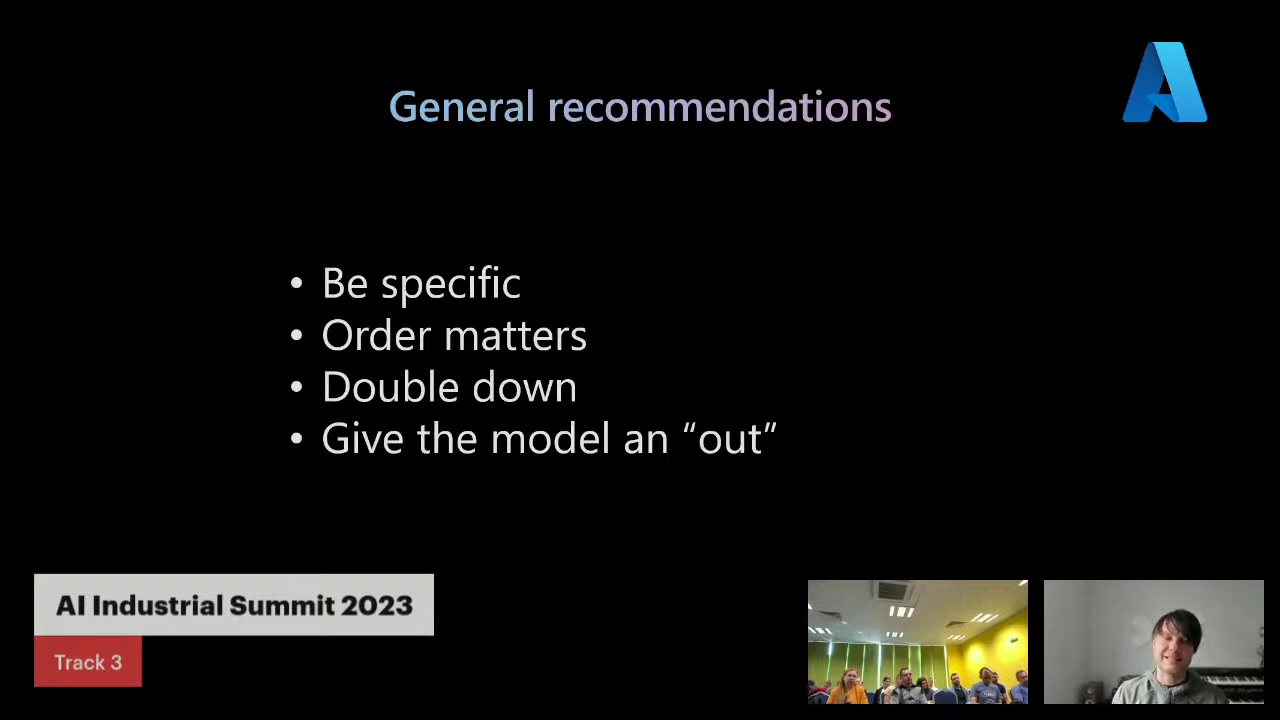 General recommendations
• Be specific
• Order matters
• Double down
• Give the model an “out”
AI Industrial Summit 2023
Track 3